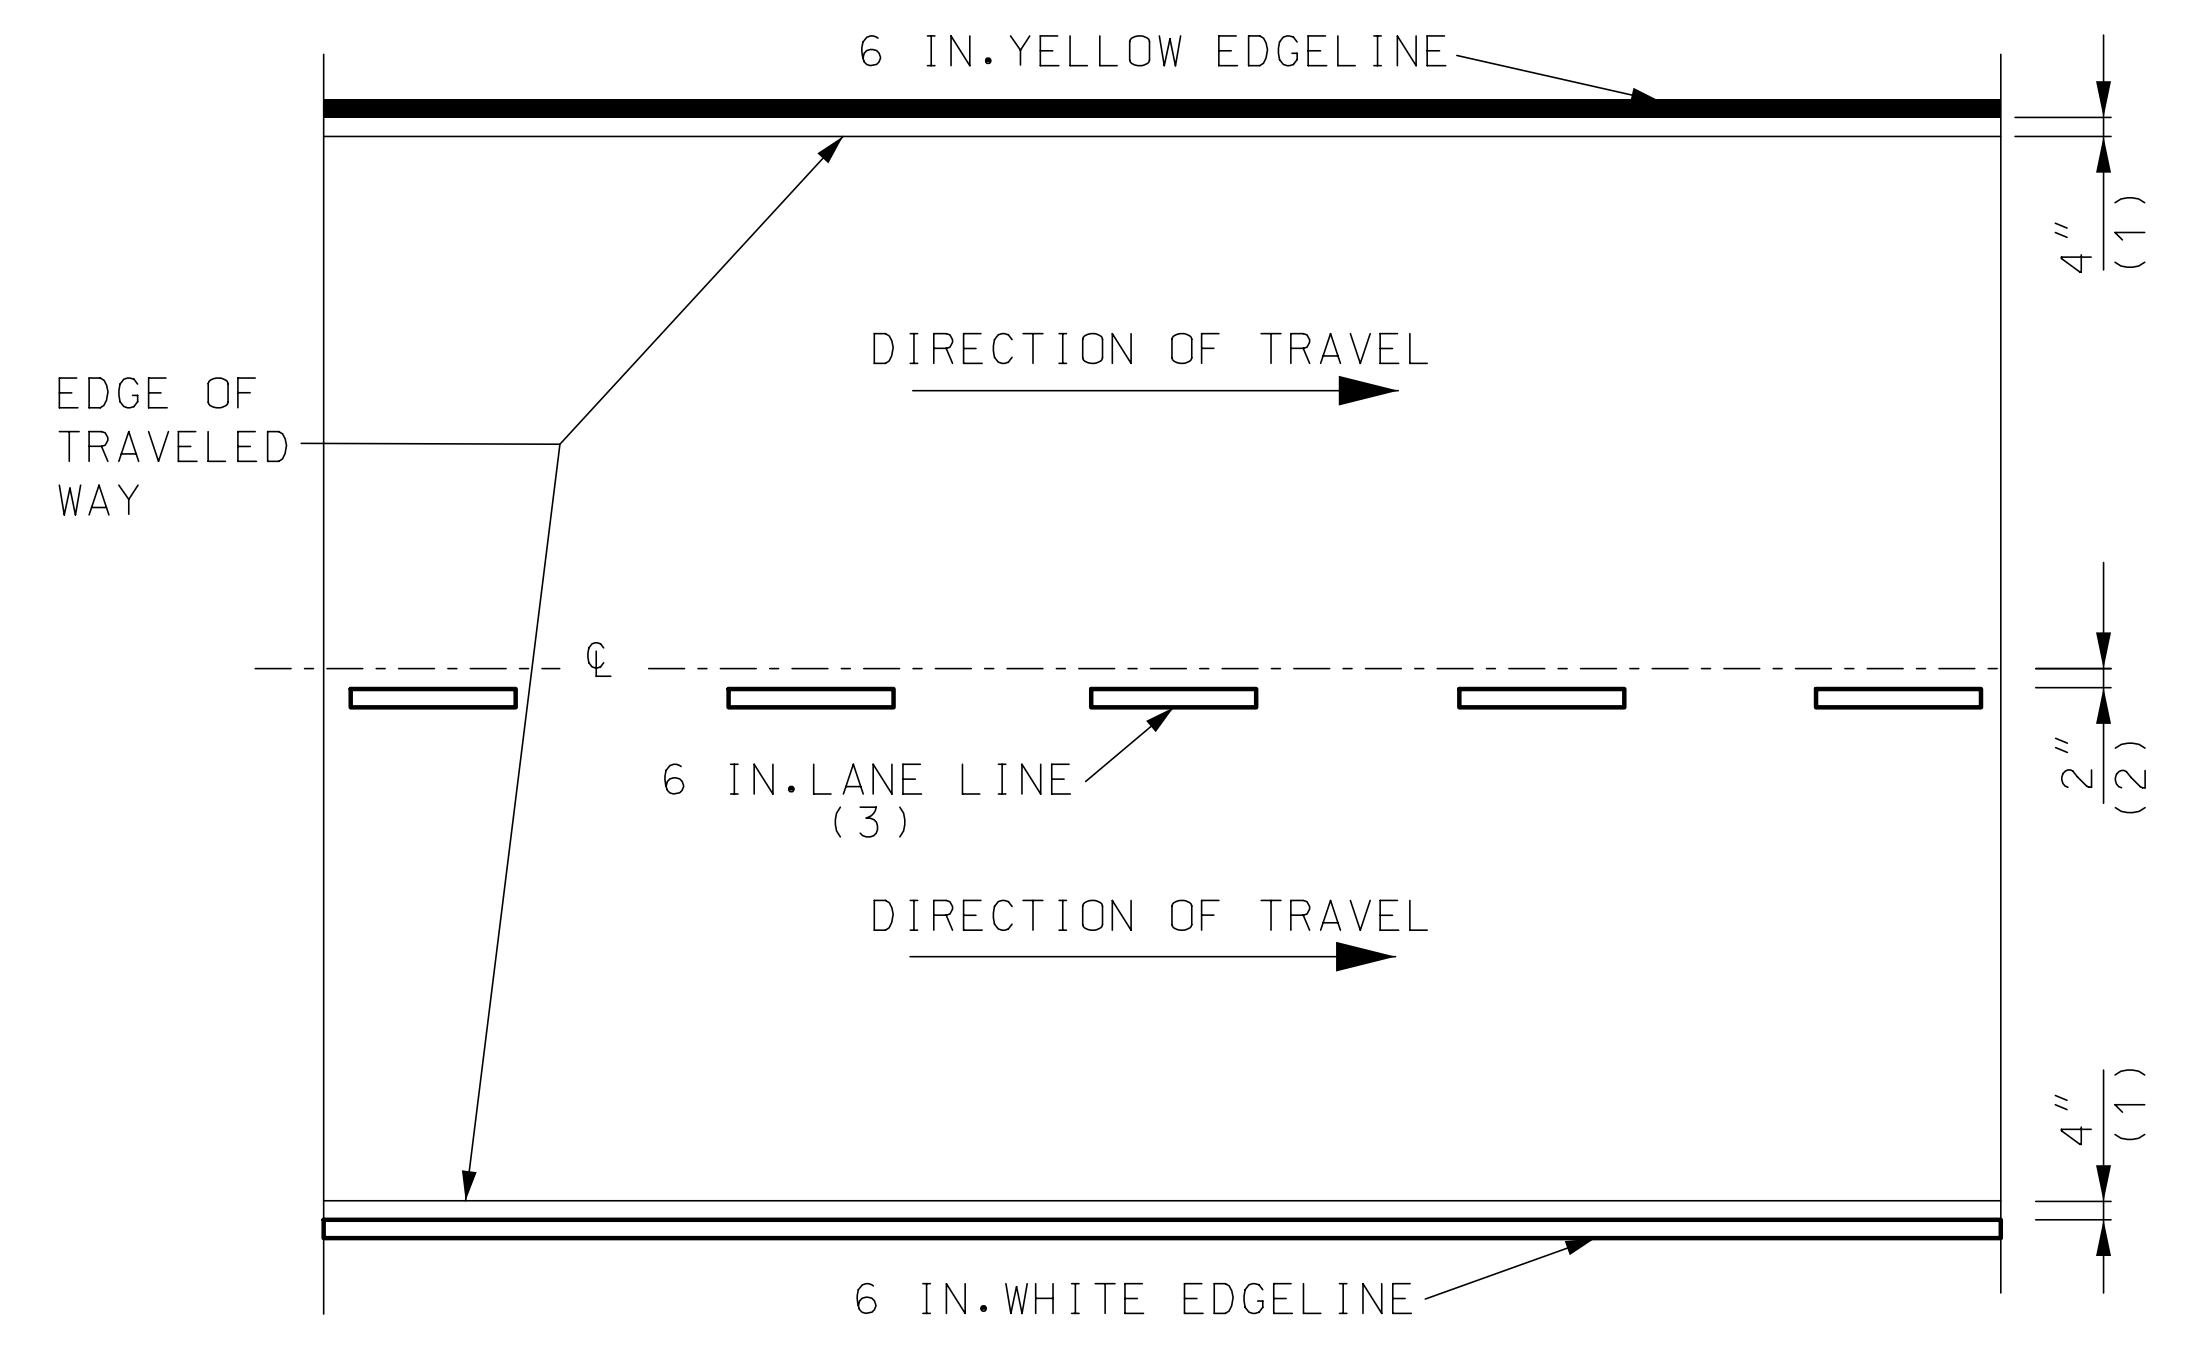 6 IN. YELLOW EDGELINE
4"
(1)
DIRECTION OF TRAVEL
EDGE OF
TRAVELED
WAY
℄
2"
(2)
6 IN. LANE LINE
(3)
DIRECTION OF TRAVEL
4"
(1)
6 IN. WHITE EDGELINE